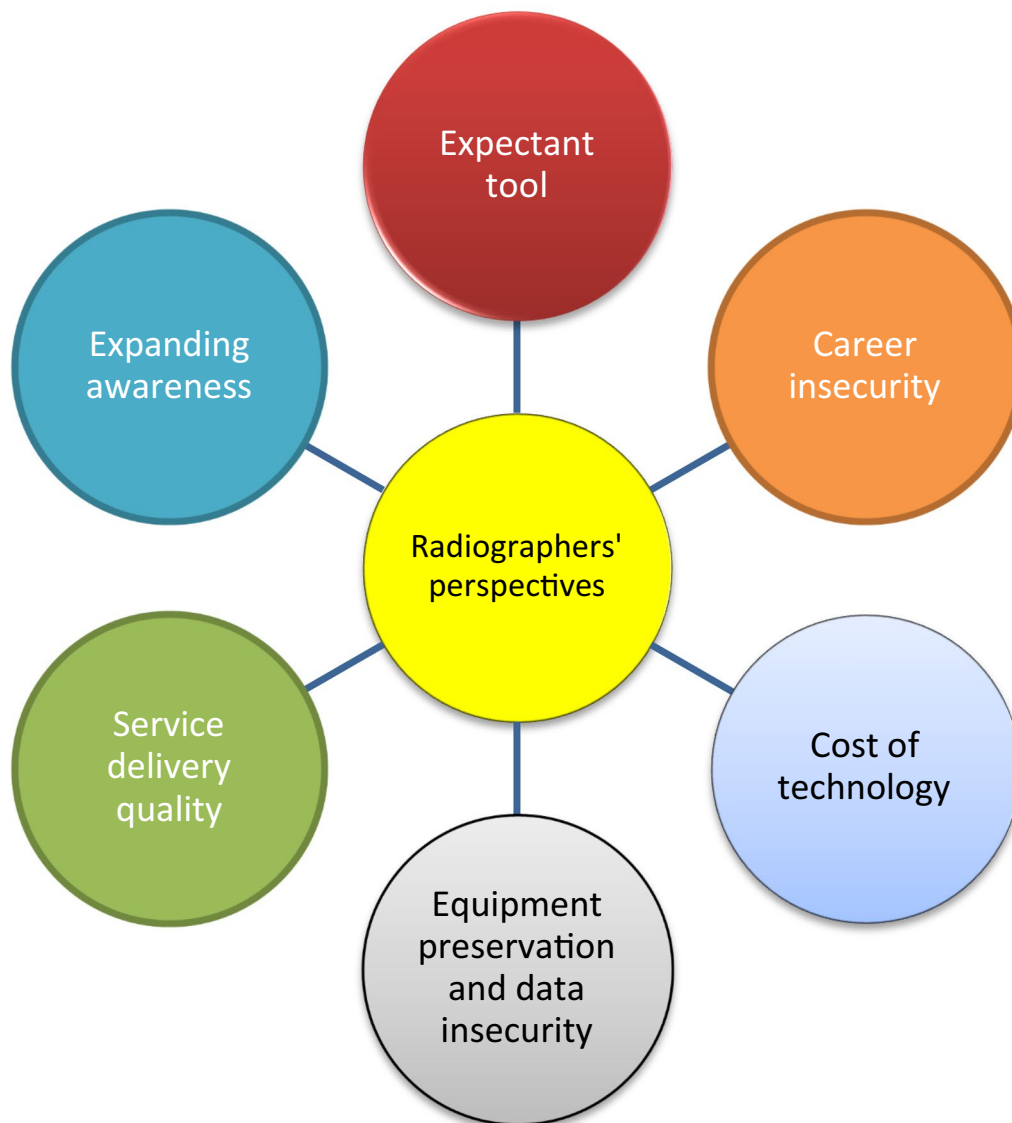 Expectant
tool
Expanding
awareness
Career
insecurity
Radiographers'
perspectives
Service
delivery
quality
Cost of
technology
Equipment
preservation
and data
insecurity